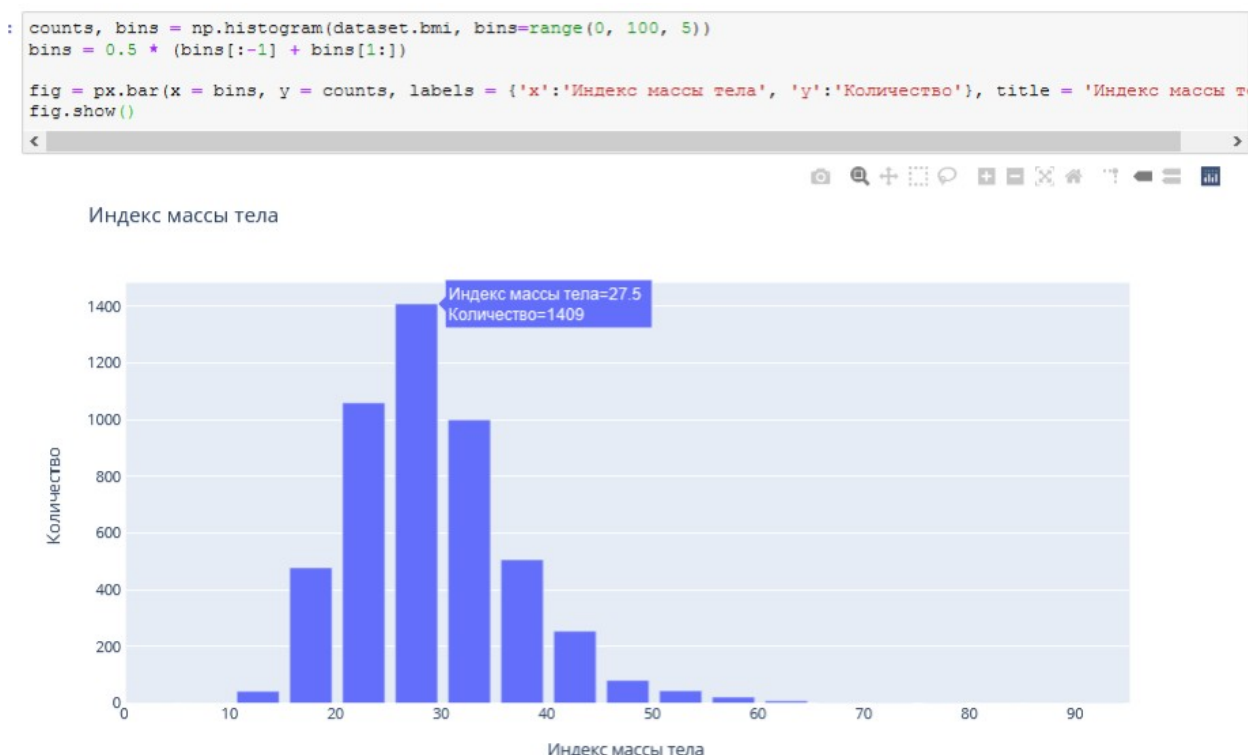 : counts, bins = np.histogram(dataset.bmi, bins=range(0, 100, 5))
bins = 0.5 * (bins[:-1] + bins[1:])
fig = px.bar(x = bins, y = counts, labels = {'x':'Индекс массы тела', 'y':'Количество'}, title = 'Индекс массы т
fig.show()
Индекс массы тела
Индекс массы тела=27.5
Количество=1409
1400
1200
1000
800
600
400
200
0
Количество
0 10 20 30 40 50 60 70 80 90
Индекс массы тела